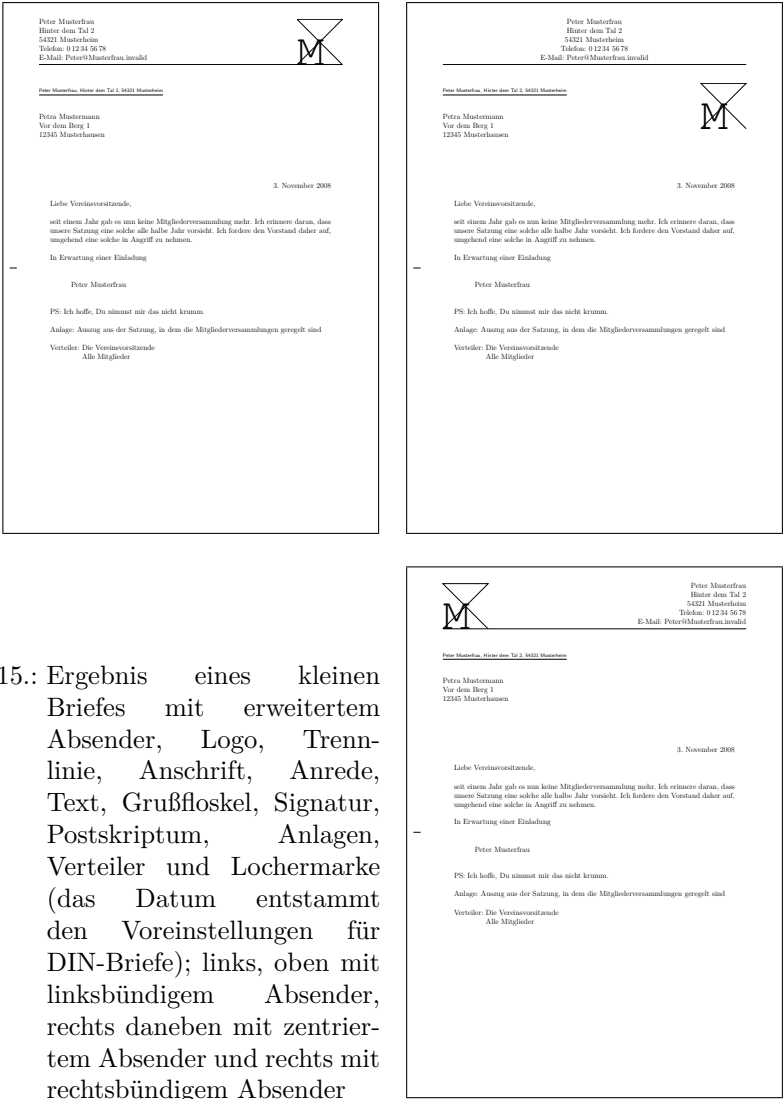 Peter Musterfrau
Hinter dem Tal 2
54321 Musterheim
Telefon: 0 12 34 56 78
E-Mail: Peter@Musterfrau.invalid
M
Peter Musterfrau, Hinter dem Tal 2, 54321 Musterheim
Petra Mustermann
Vor dem Berg 1
12345 Musterhausen
3. November 2008
Liebe Vereinsvorsitzende,
seit einem Jahr gab es nun keine Mitgliederversammlung mehr. Ich erinnere daran, dass
unsere Satzung eine solche alle halbe Jahr vorsieht. Ich fordere den Vorstand daher auf,
umgehend eine solche in Angriff zu nehmen.
In Erwartung einer Einladung
Peter Musterfrau
PS: Ich hoffe, Du nimmst mir das nicht krumm.
Anlage: Auszug aus der Satzung, in dem die Mitgliederversammlungen geregelt sind
Verteiler: Die Vereinsvorsitzende
Alle Mitglieder
Peter Musterfrau
Hinter dem Tal 2
54321 Musterheim
Telefon: 0 12 34 56 78
E-Mail: Peter@Musterfrau.invalid
Peter Musterfrau, Hinter dem Tal 2, 54321 Musterheim
M
Petra Mustermann
Vor dem Berg 1
12345 Musterhausen
3. November 2008
Liebe Vereinsvorsitzende,
seit einem Jahr gab es nun keine Mitgliederversammlung mehr. Ich erinnere daran, dass
unsere Satzung eine solche alle halbe Jahr vorsieht. Ich fordere den Vorstand daher auf,
umgehend eine solche in Angriff zu nehmen.
In Erwartung einer Einladung
Peter Musterfrau
PS: Ich hoffe, Du nimmst mir das nicht krumm.
Anlage: Auszug aus der Satzung, in dem die Mitgliederversammlungen geregelt sind
Verteiler: Die Vereinsvorsitzende
Alle Mitglieder
15.: Ergebnis eines kleinen
Briefes mit erweitertem
Absender, Logo, Trenn-
linie, Anschrift, Anrede,
Text, Grußfloskel, Signatur,
Postskriptum, Anlagen,
Verteiler und Lochermarke
(das Datum entstammt
den Voreinstellungen für
DIN-Briefe); links, oben mit
linksbündigem Absender,
rechts daneben mit zentrier-
tem Absender und rechts mit
rechtsbündigem Absender
M
Peter Musterfrau
Hinter dem Tal 2
54321 Musterheim
Telefon: 0 12 34 56 78
E-Mail: Peter@Musterfrau.invalid
Peter Musterfrau, Hinter dem Tal 2, 54321 Musterheim
Petra Mustermann
Vor dem Berg 1
12345 Musterhausen
3. November 2008
Liebe Vereinsvorsitzende,
seit einem Jahr gab es nun keine Mitgliederversammlung mehr. Ich erinnere daran, dass
unsere Satzung eine solche alle halbe Jahr vorsieht. Ich fordere den Vorstand daher auf,
umgehend eine solche in Angriff zu nehmen.
In Erwartung einer Einladung
Peter Musterfrau
PS: Ich hoffe, Du nimmst mir das nicht krumm.
Anlage: Auszug aus der Satzung, in dem die Mitgliederversammlungen geregelt sind
Verteiler: Die Vereinsvorsitzende
Alle Mitglieder